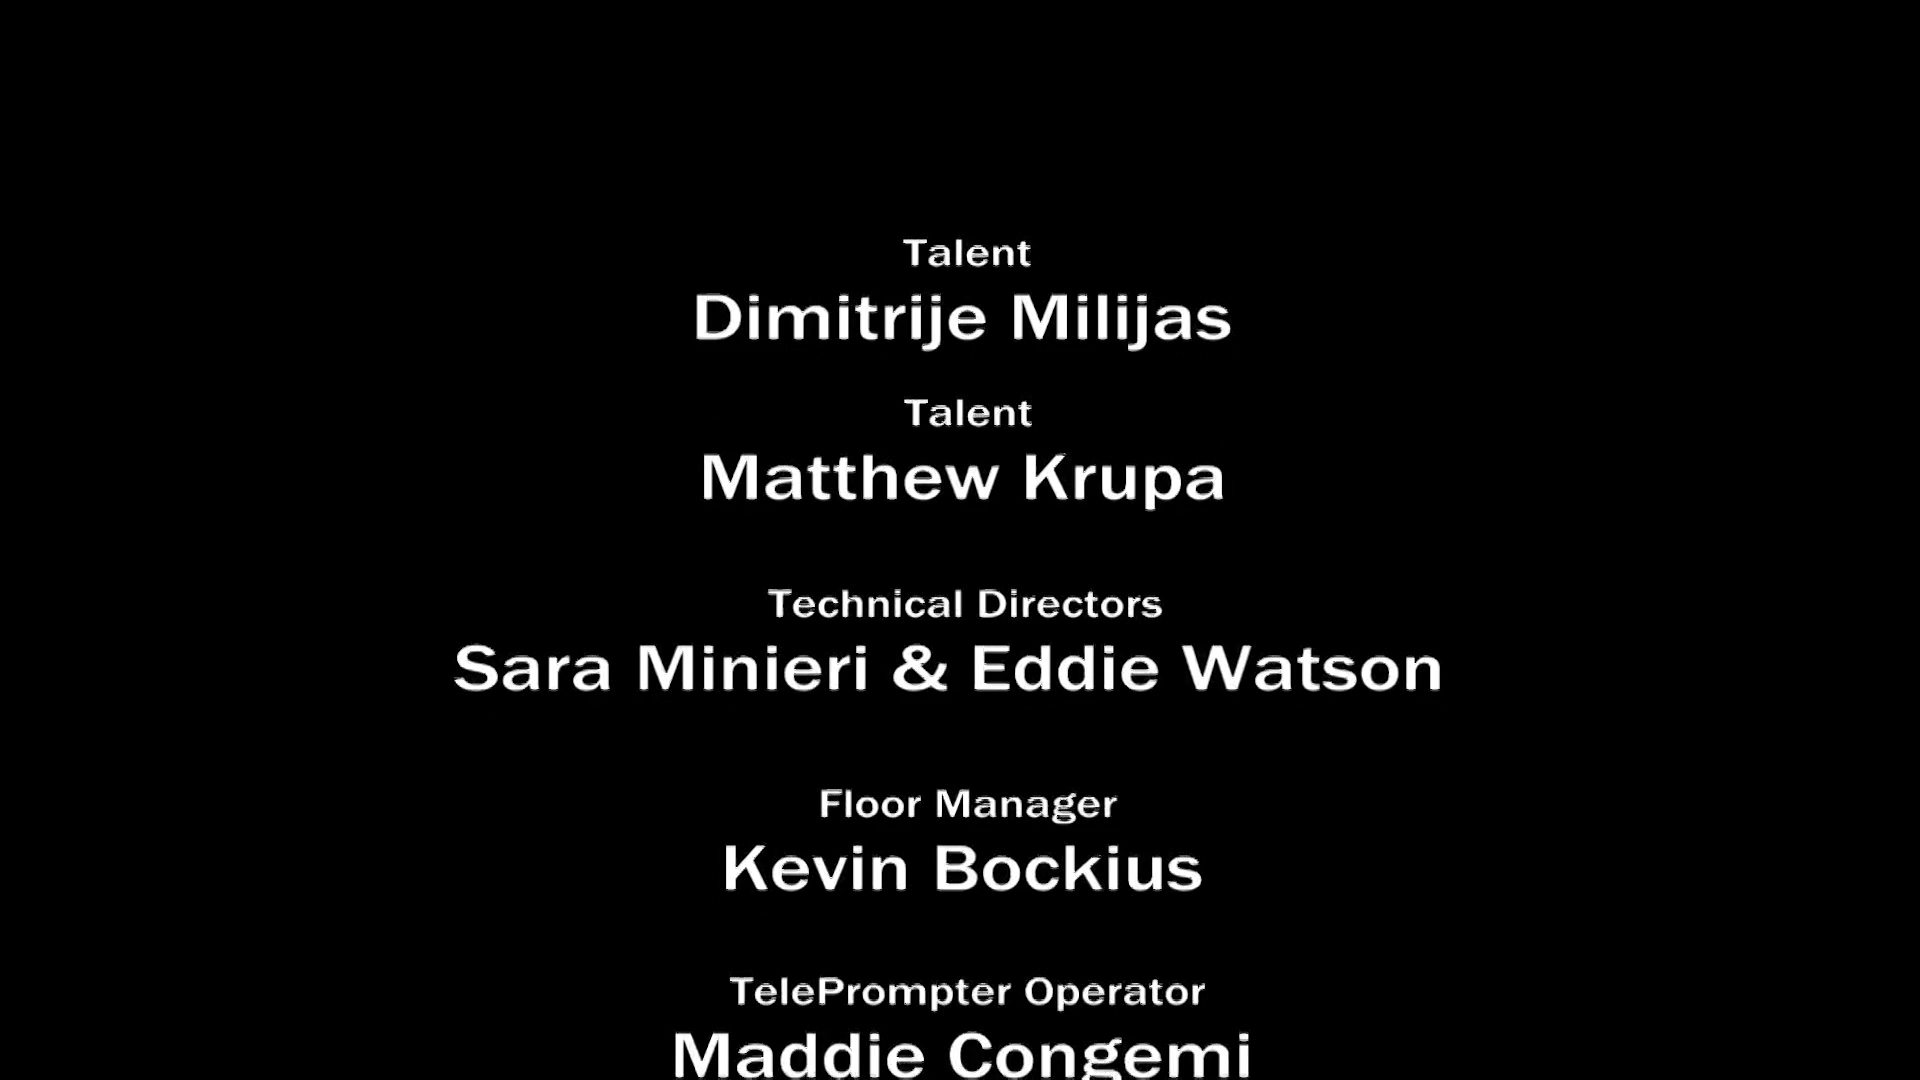 Talent
Dimitrije Milijas
Talent
Matthew Krupa
Technical Directors
Sara Minieri & Eddie Watson
Floor Manager
Kevin Bockius
TelePrompter Operator
Maddie Congemi